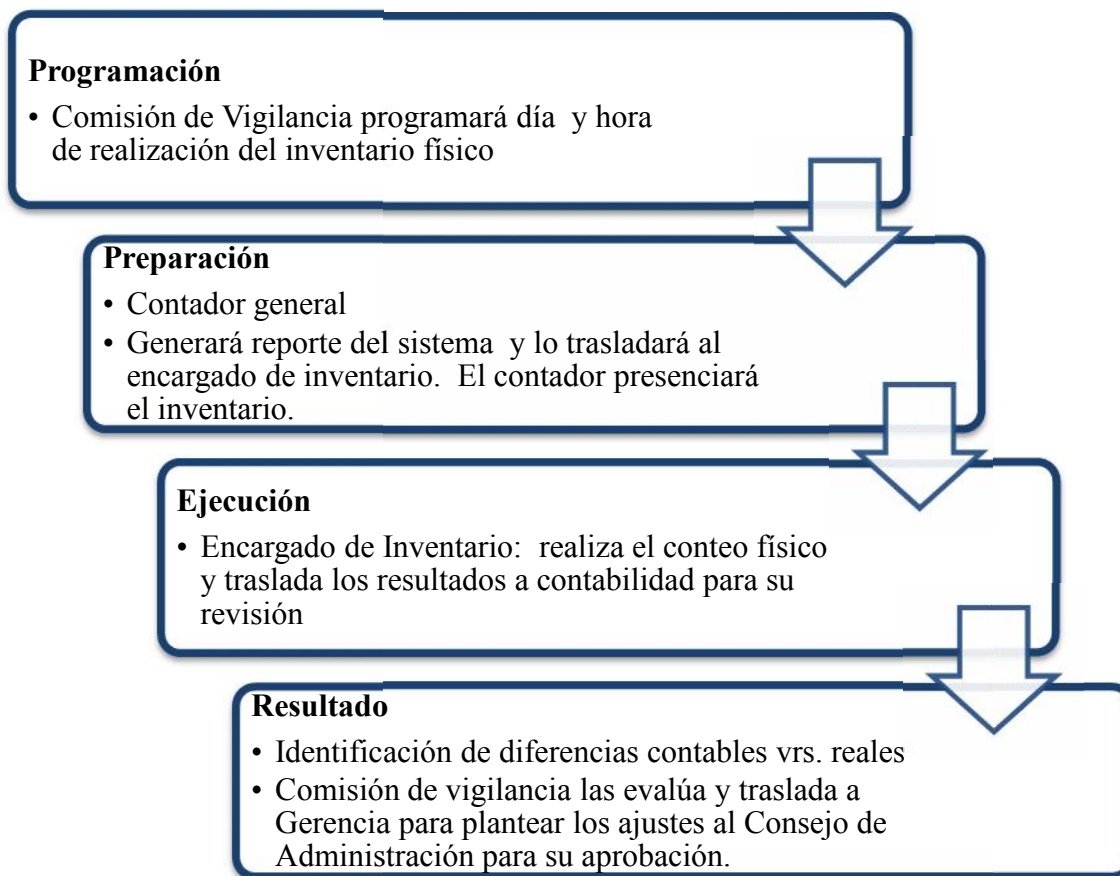 Programación
• Comisión de Vigilancia programará día y hora
de realización del inventario físico
Preparación
• Contador general
• Generará reporte del sistema y lo trasladará al
encargado de inventario. El contador presenciará
el inventario.
Ejecución
• Encargado de Inventario: realiza el conteo físico
y traslada los resultados a contabilidad para su
revisión
Resultado
• Identificación de diferencias contables vrs. reales
• Comisión de vigilancia las evalúa y traslada a
Gerencia para plantear los ajustes al Consejo de
Administración para su aprobación.